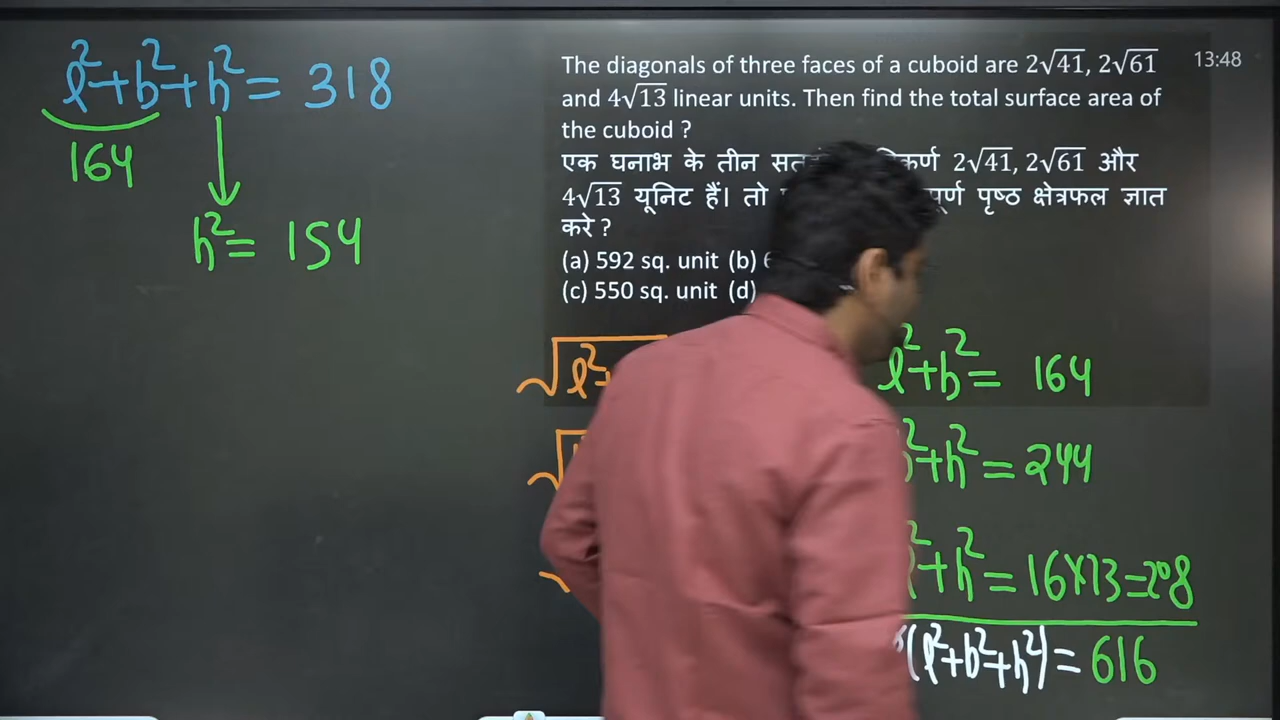 l²+b²+h² = 318
164
h² = 154
13:48
The diagonals of three faces of a cuboid are 2√41, 2√61
and 4√13 linear units. Then find the total surface area of
the cuboid ?
एक घनाभ के तीन 2√41, 2√61 और
4√13 यूनिट हैं। तो पृष्ठ क्षेत्रफल ज्ञात
करे ?
(a) 592 sq. unit (b)
(c) 550 sq. unit (d)
l²+b² = 164
+h² = 244
+h² = 16×13=208
(l²+b²+h²) = 616